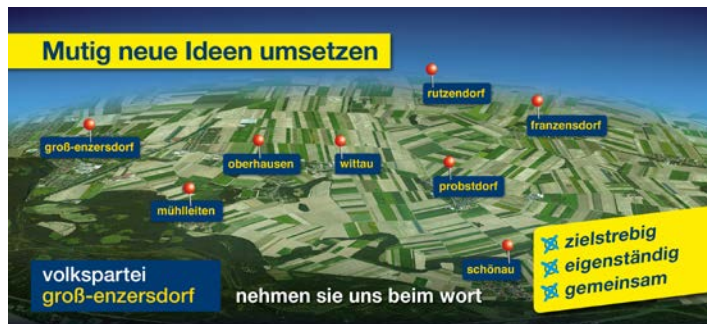 Mutig neue Ideen umsetzen
rutzendorf
franzensdorf
groß-enzersdorf
oberhausen
wittau
probstdorf
mühlleiten
schönau
zielstrebig
eigenständig
gemeinsam
volkspartei
groß-enzersdorf
nehmen sie uns beim wort